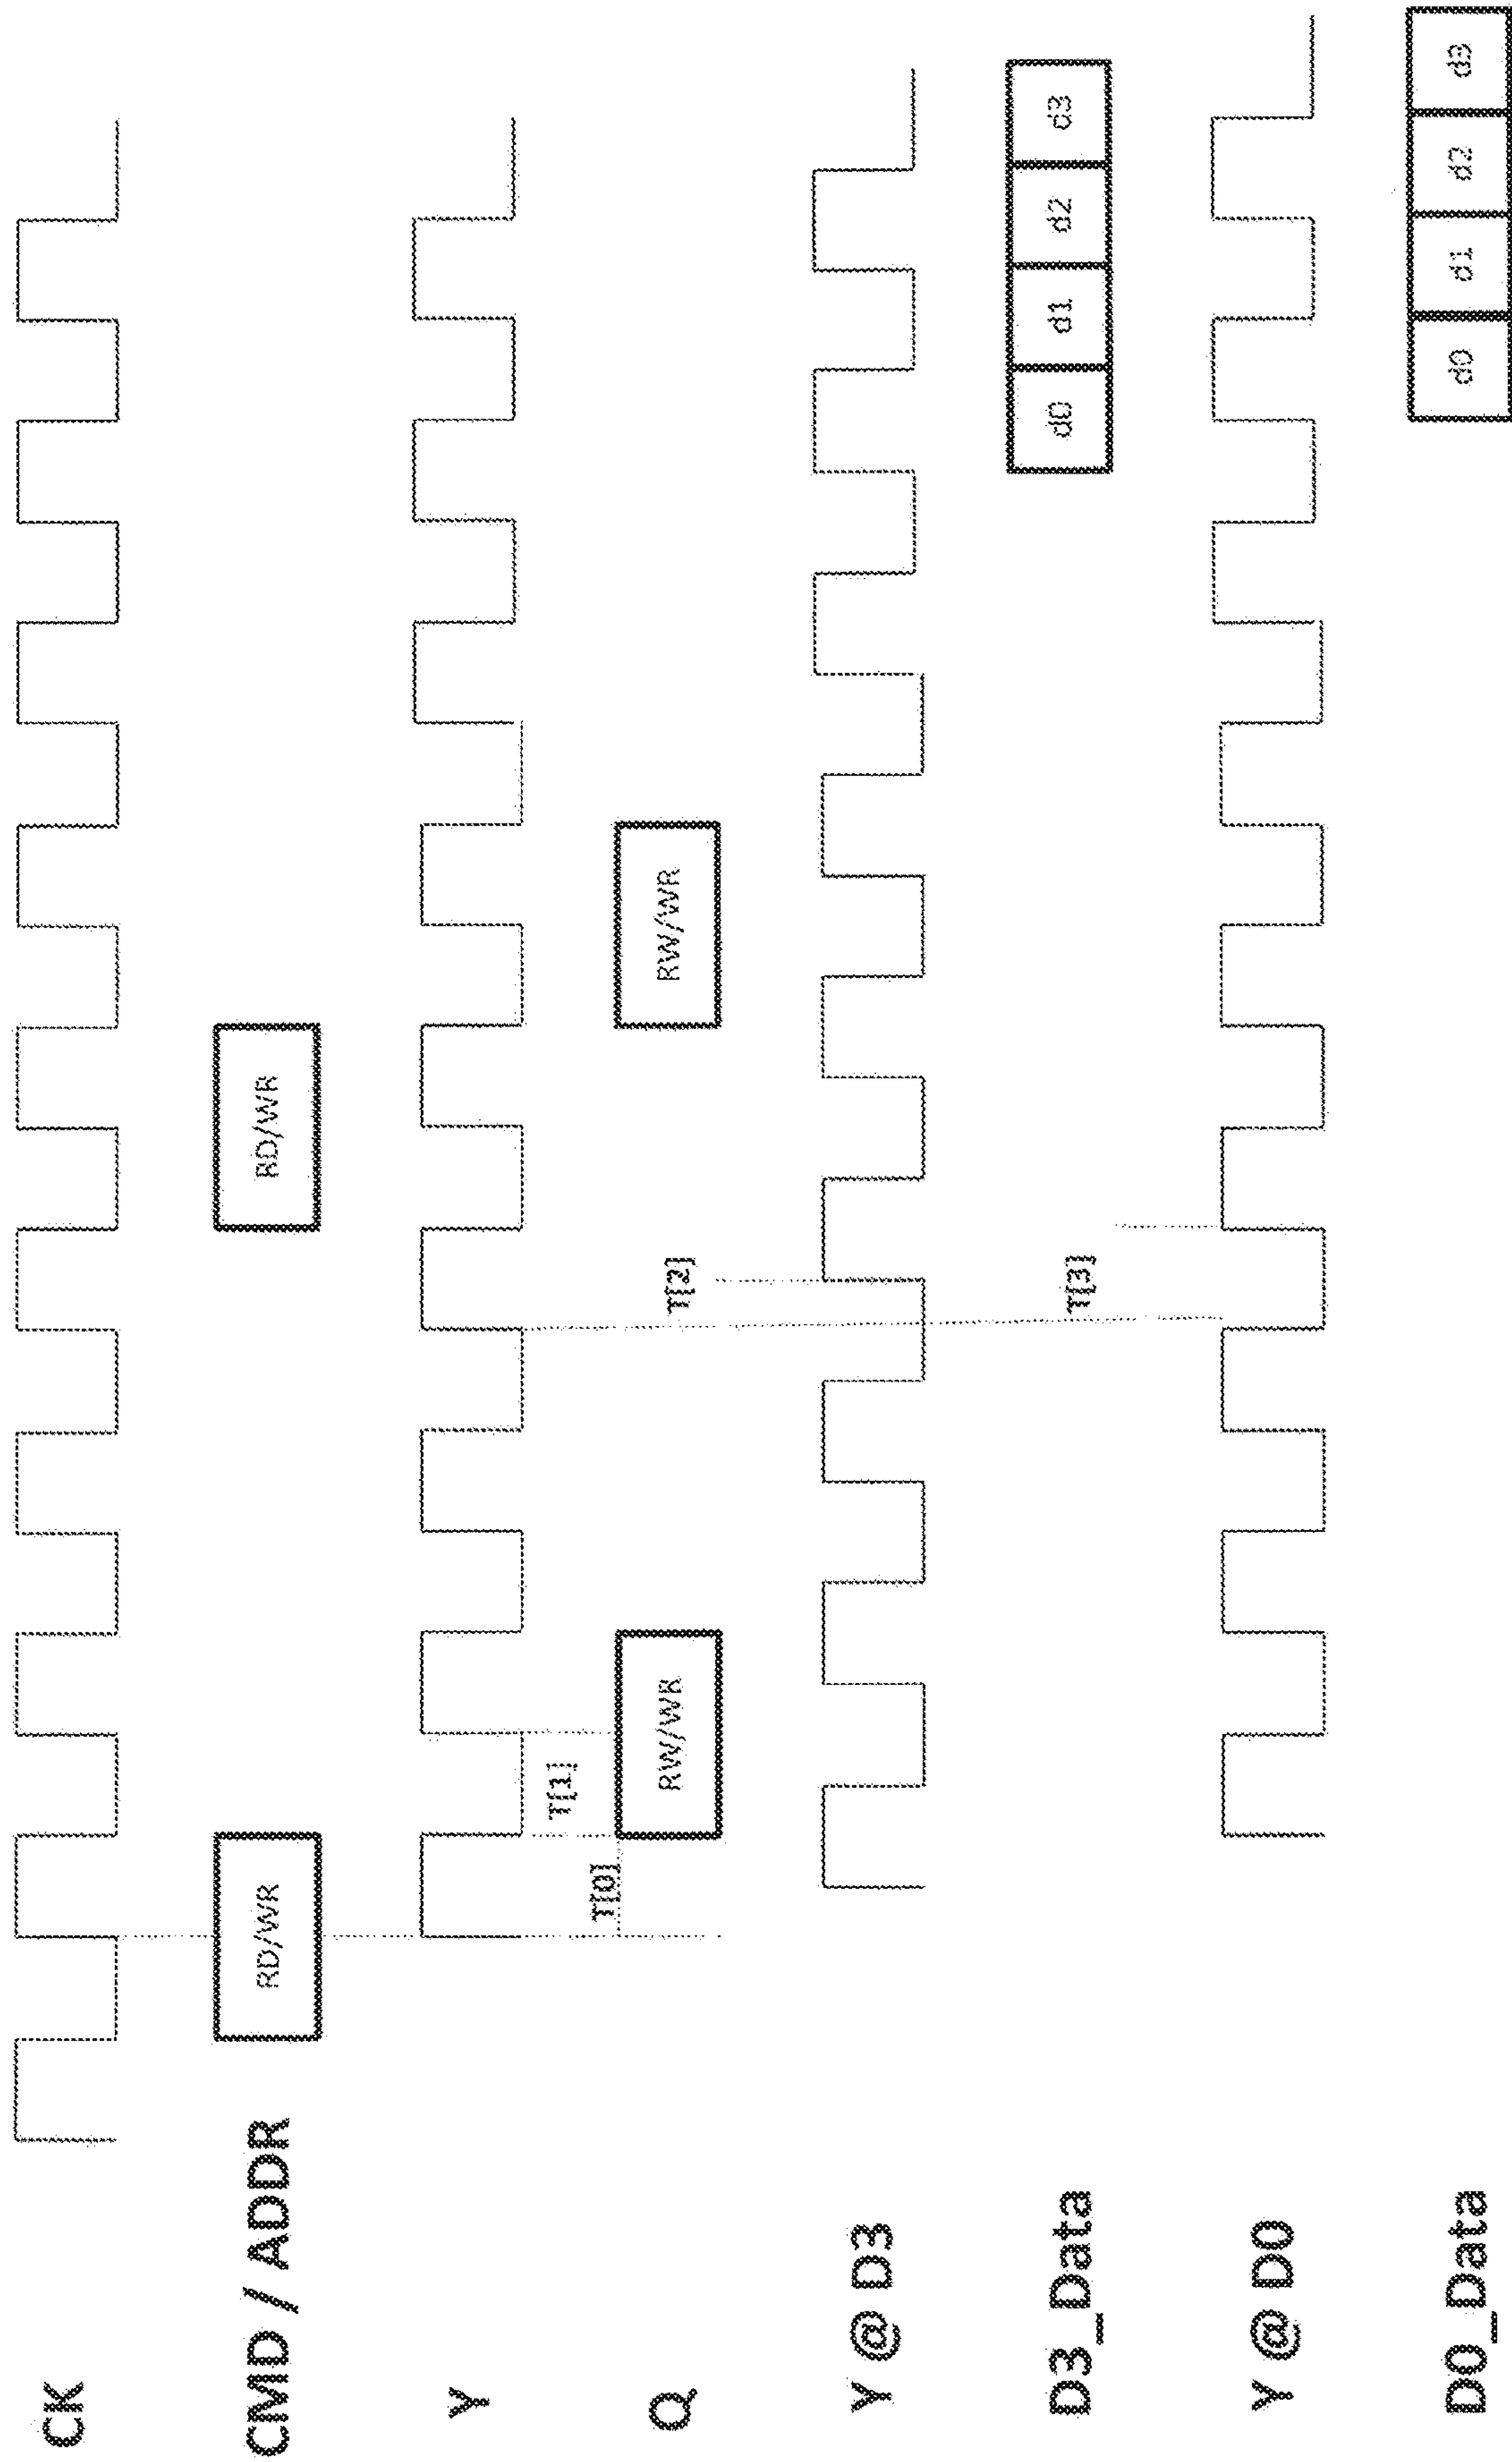 CK
CMD / ADDR
RD/WR
RD/WR
Y
T[0]
T[1]
Q
RW/WR
RW/WR
T[2]
Y @ D3
D3_Data
d0
d1
d2
d3
T[3]
Y @ D0
D0_Data
d0
d1
d2
d3